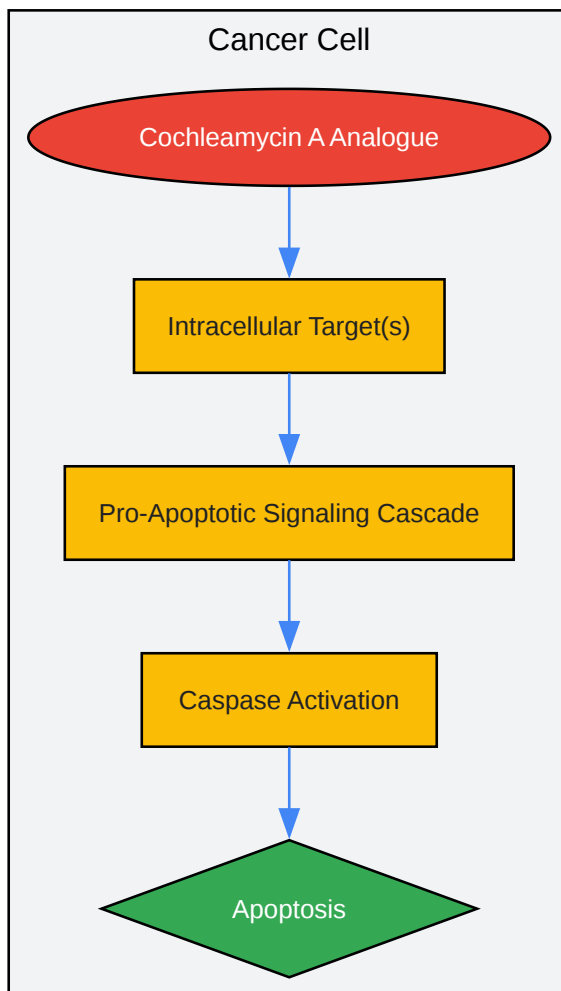 Cancer Cell
Cochleamycin A Analogue
Intracellular Target(s)
Pro-Apoptotic Signaling Cascade
Caspase Activation
Apoptosis